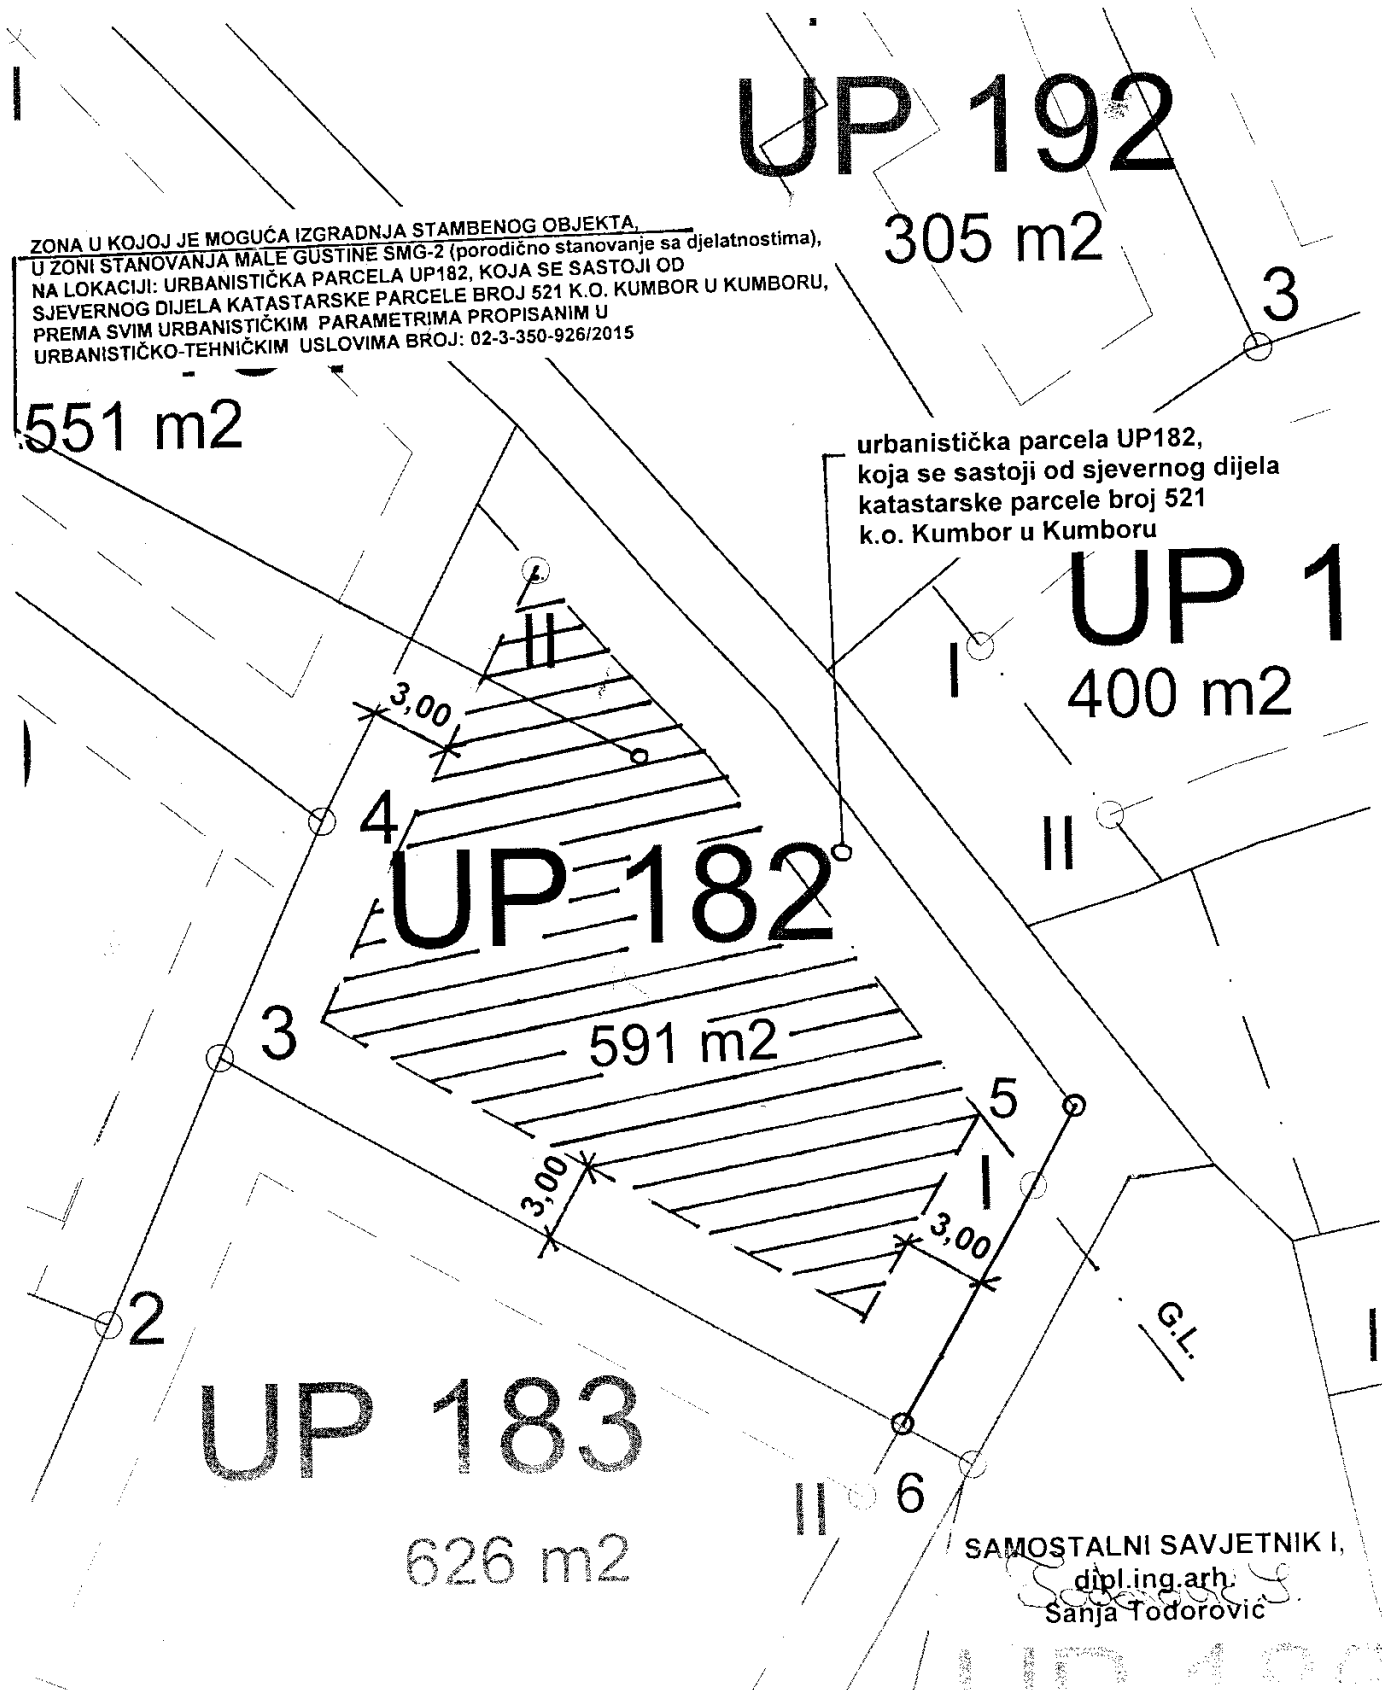 I
UP 192
305 m2
3
ZONA U KOJOJ JE MOGUĆA IZGRADNJA STAMBENOG OBJEKTA,
U ZONI STANOVANJA MALE GUSTINE SMG-2 (porodično stanovanje sa djelatnostima),
NA LOKACIJI: URBANISTIČKA PARCELA UP182, KOJA SE SASTOJI OD
SJEVERNOG DIJELA KATASTARSKE PARCELE BROJ 521 K.O. KUMBOR U KUMBORU,
PREMA SVIM URBANISTIČKIM PARAMETRIMA PROPISANIM U
URBANISTIČKO-TEHNIČKIM USLOVIMA BROJ: 02-3-350-926/2015
551 m2
urbanistička parcela UP182,
koja se sastoji od sjevernog dijela
katastarske parcele broj 521
k.o. Kumbor u Kumboru
UP 1
400 m2
I
II
II
3,00
4
UP 182
591 m2
3
5
I
3,00
3,00
2
G.L.
I
UP 183
626 m2
II
6
SAMOSTALNI SAVJETNIK I,
dipl.ing.arh.
Sanja Todorović